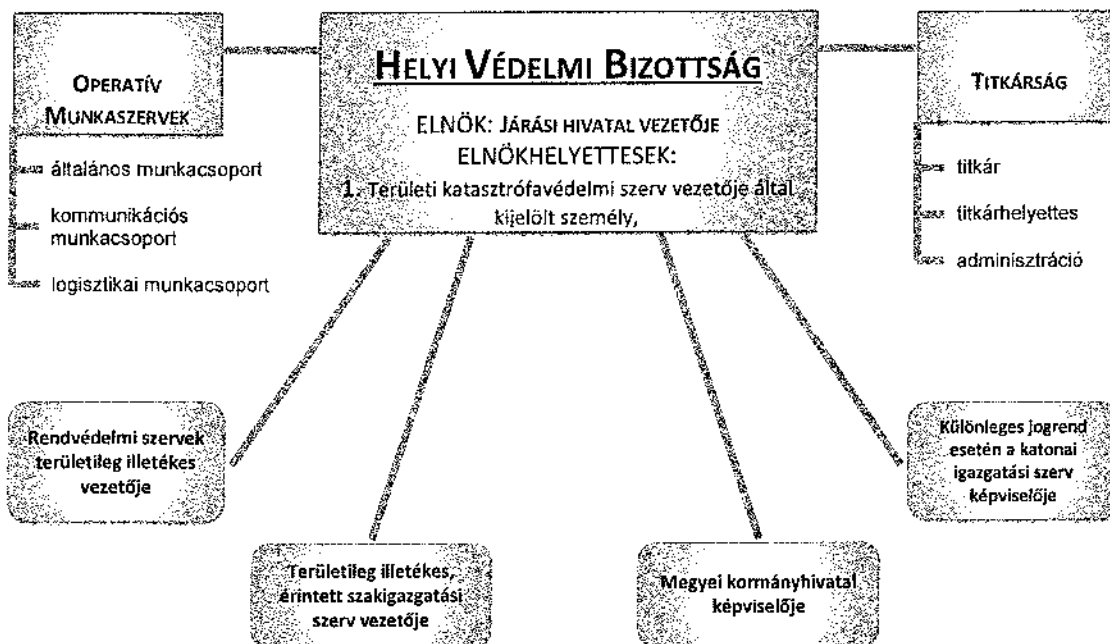 OPERATÍV
MUNKASZERVEK
általános munkacsoport
kommunikációs
munkacsoport
logisztikai munkacsoport
HELYI VÉDELMI BIZOTTSÁG
ELNÖK: JÁRÁSI HIVATAL VEZETŐJE
ELNÖKHELYETTESEK:
1. Területi katasztrófavédelmi szerv vezetője által
kijelölt személy,
TITKÁRSÁG
titkár
titkárhelyettes
adminisztráció
Rendvédelmi szervek
területileg illetékes
vezetője
Területileg illetékes,
érintett szakigazgatási
szerv vezetője
Megyei kormányhivatal
képviselője
Különleges jogrend
esetén a katonai
igazgatási szerv
képviselője